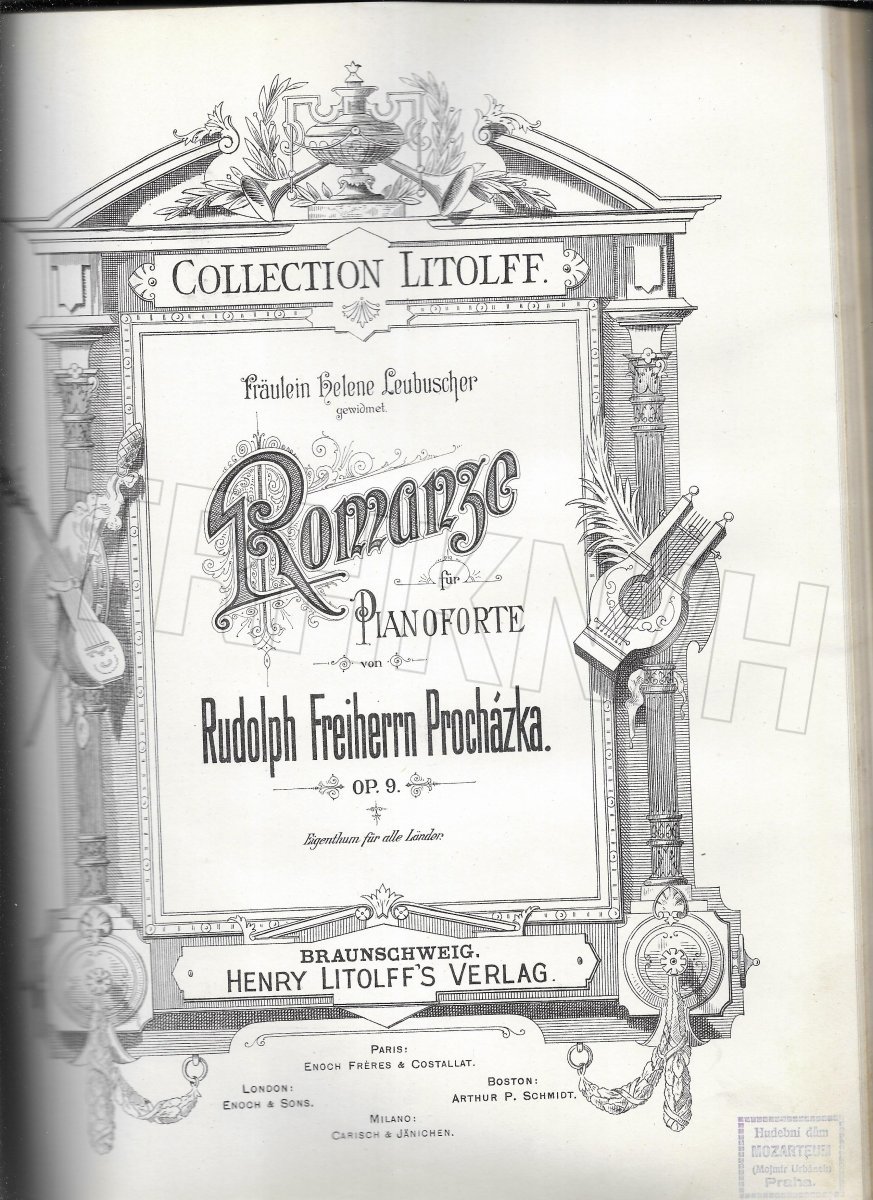 COLLECTION LITOLFF.
Fräulein Helene Leubuscher
gewidmet.
Romanze
für
PIANOFORTE
von
Rudolph Freiherrn Procházka.
OP. 9.
Eigenthum für alle Länder.
BRAUNSCHWEIG.
HENRY LITOLFF'S VERLAG.
PARIS:
ENOCH FRÈRES & COSTALLAT.
LONDON:
ENOCH & SONS.
BOSTON:
ARTHUR P. SCHMIDT.
MILANO:
CARISCH & JÄNICHEN.
Hudební dům
MOZARTEUM
(Mojmír Urbánek)
Praha.